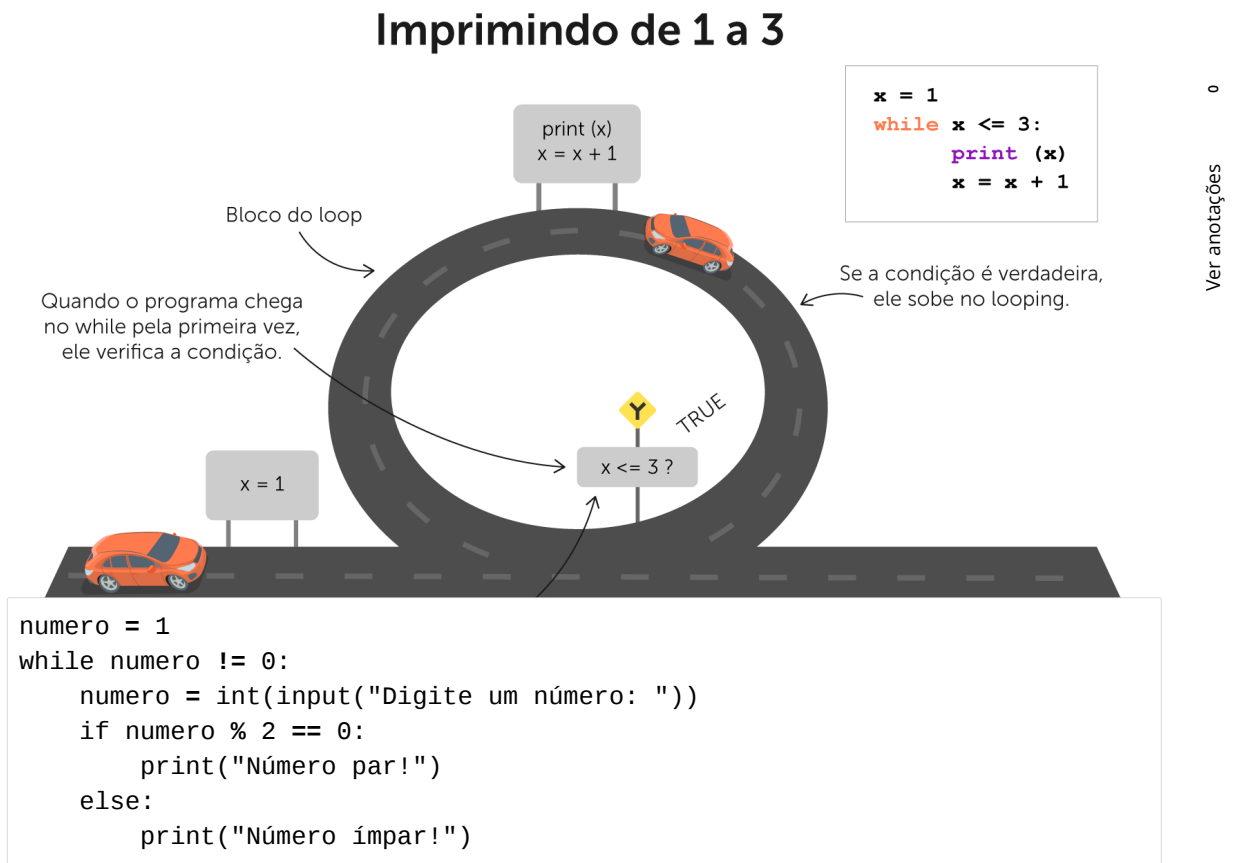 Imprimindo de 1 a 3
x = 1
while x <= 3:
print (x)
x = x + 1
print (x)
x = x + 1
Bloco do loop
Se a condição é verdadeira,
ele sobe no looping.
Quando o programa chega
no while pela primeira vez,
ele verifica a condição.
Y
TRUE
x <= 3 ?
x = 1
numero = 1
while numero != 0:
    numero = int(input("Digite um número: "))
    if numero % 2 == 0:
        print("Número par!")
    else:
        print("Número ímpar!")
0
Ver anotações